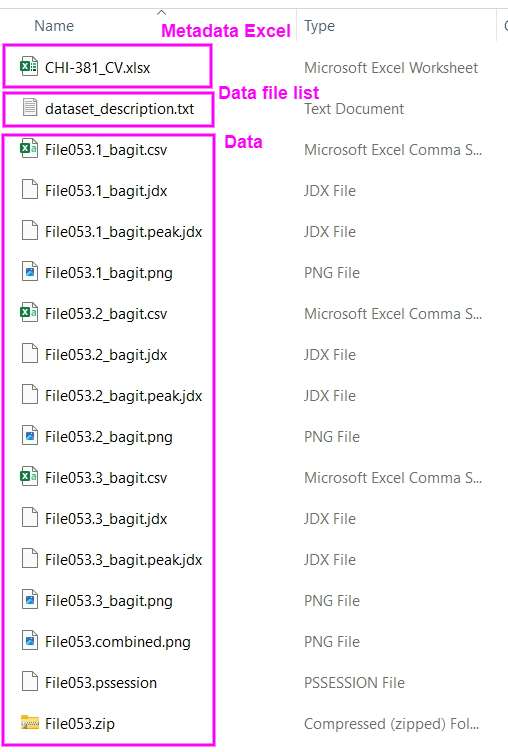 Name Type
Metadata Excel
CHI-381_CV.xlsx Microsoft Excel Worksheet
Data file list
dataset_description.txt Text Document
Data
File053.1_bagit.csv Microsoft Excel Comma S...
File053.1_bagit.jdx JDX File
File053.1_bagit.peak.jdx JDX File
File053.1_bagit.png PNG File
File053.2_bagit.csv Microsoft Excel Comma S...
File053.2_bagit.jdx JDX File
File053.2_bagit.peak.jdx JDX File
File053.2_bagit.png PNG File
File053.3_bagit.csv Microsoft Excel Comma S...
File053.3_bagit.jdx JDX File
File053.3_bagit.peak.jdx JDX File
File053.3_bagit.png PNG File
File053.combined.png PNG File
File053.pssession PSSESSION File
File053.zip Compressed (zipped) Fol...